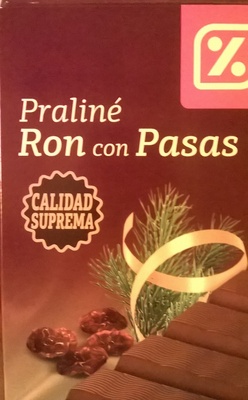 %
Praliné
Ron con Pasas
CALIDAD
SUPREMA